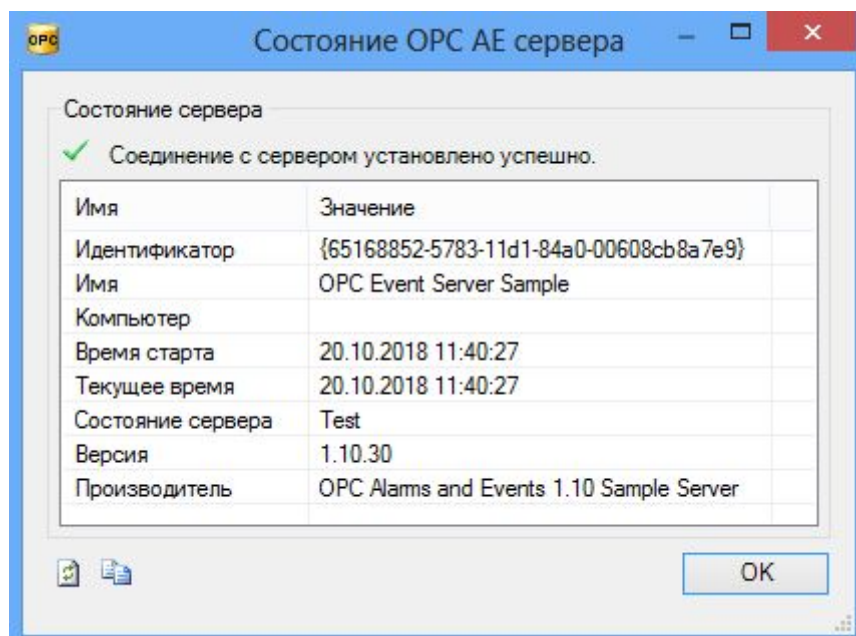 OPC
Состояние OPC AE сервера
Состояние сервера
Соединение с сервером установлено успешно.
Имя Значение
Идентификатор {65168852-5783-11d1-84a0-00608cb8a7e9}
Имя OPC Event Server Sample
Компьютер
Время старта 20.10.2018 11:40:27
Текущее время 20.10.2018 11:40:27
Состояние сервера Test
Версия 1.10.30
Производитель OPC Alarms and Events 1.10 Sample Server
OK